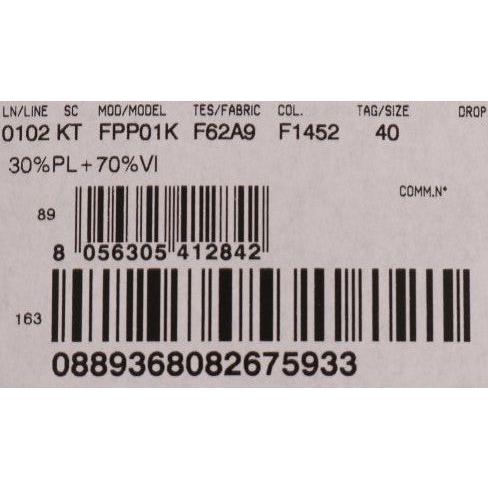 LN/LINE SC MOD/MODEL TES/FABRIC COL. TAG/SIZE DROP
0102 KT FPP01K F62A9 F1452 40
30%PL+70%VI
COMM.N°
89
8 056305 412842
163
0889368082675933